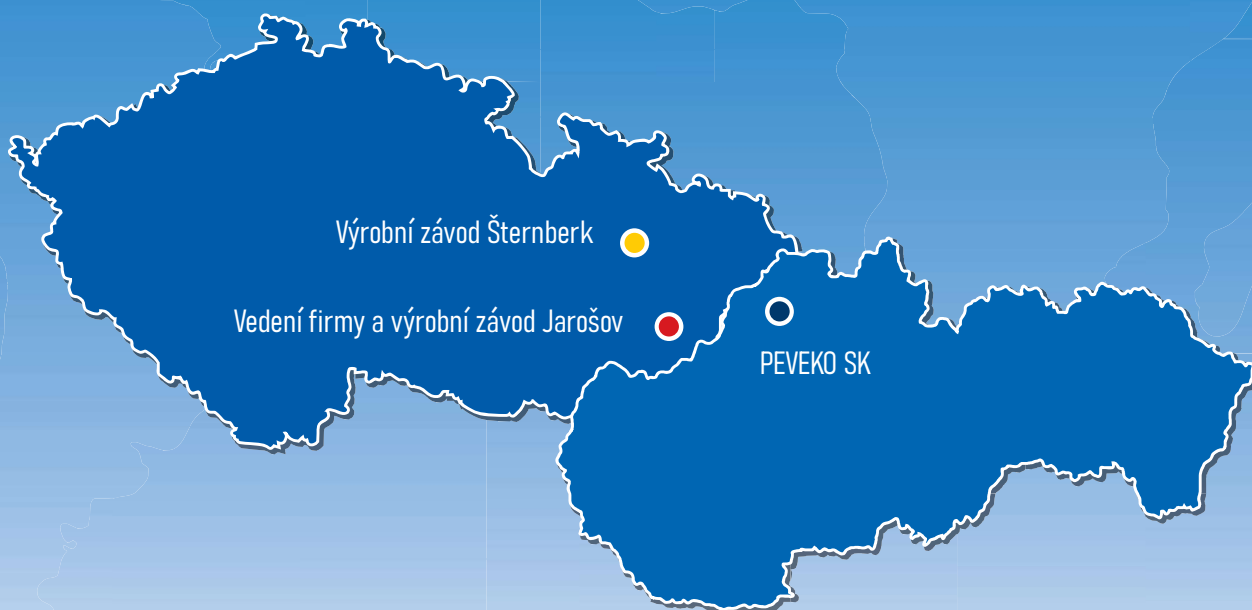 Výrobní závod Šternberk
Vedení firmy a výrobní závod Jarošov
PEVEKO SK